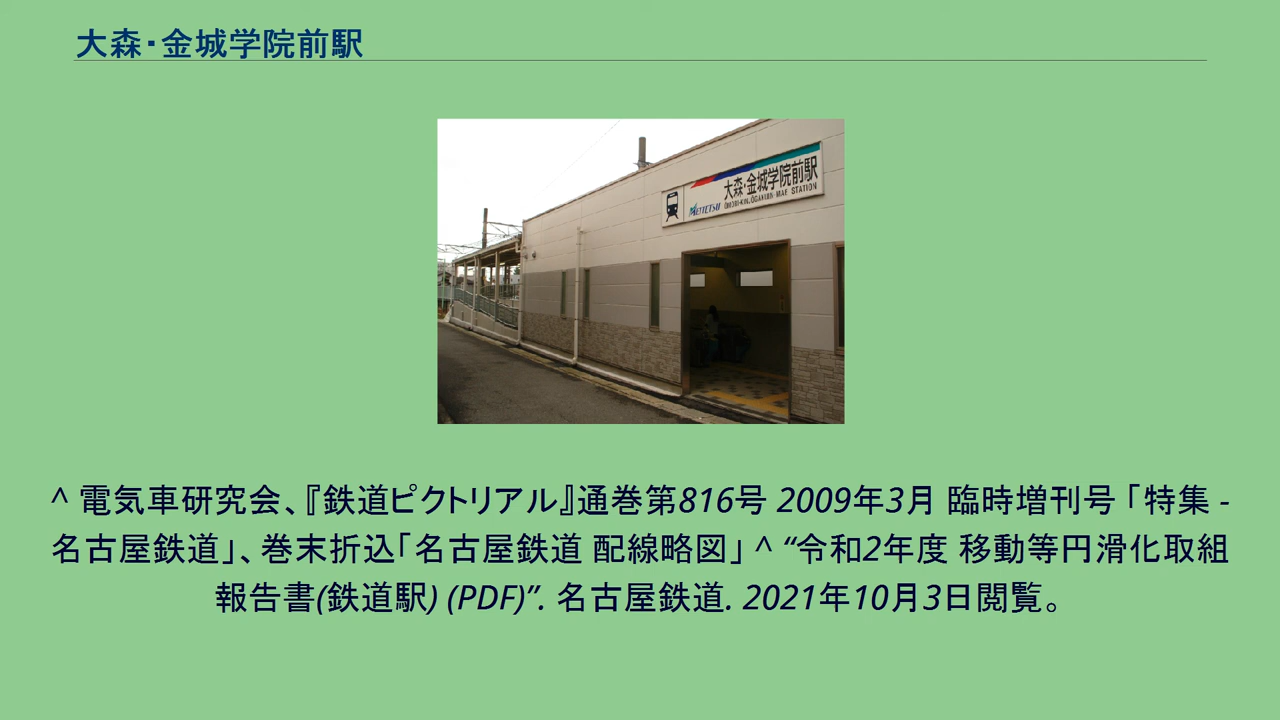 大森・金城学院前駅
大森・金城学院前駅
MEITETSU OMORI-KINJOGAKUIN-MAE STATION
^ 電気車研究会、『鉄道ピクトリアル』通巻第816号 2009年3月 臨時増刊号「特集 -
名古屋鉄道」、巻末折込「名古屋鉄道 配線略図」 ^ “令和2年度 移動等円滑化取組
報告書(鉄道駅) (PDF)”. 名古屋鉄道. 2021年10月3日閲覧。